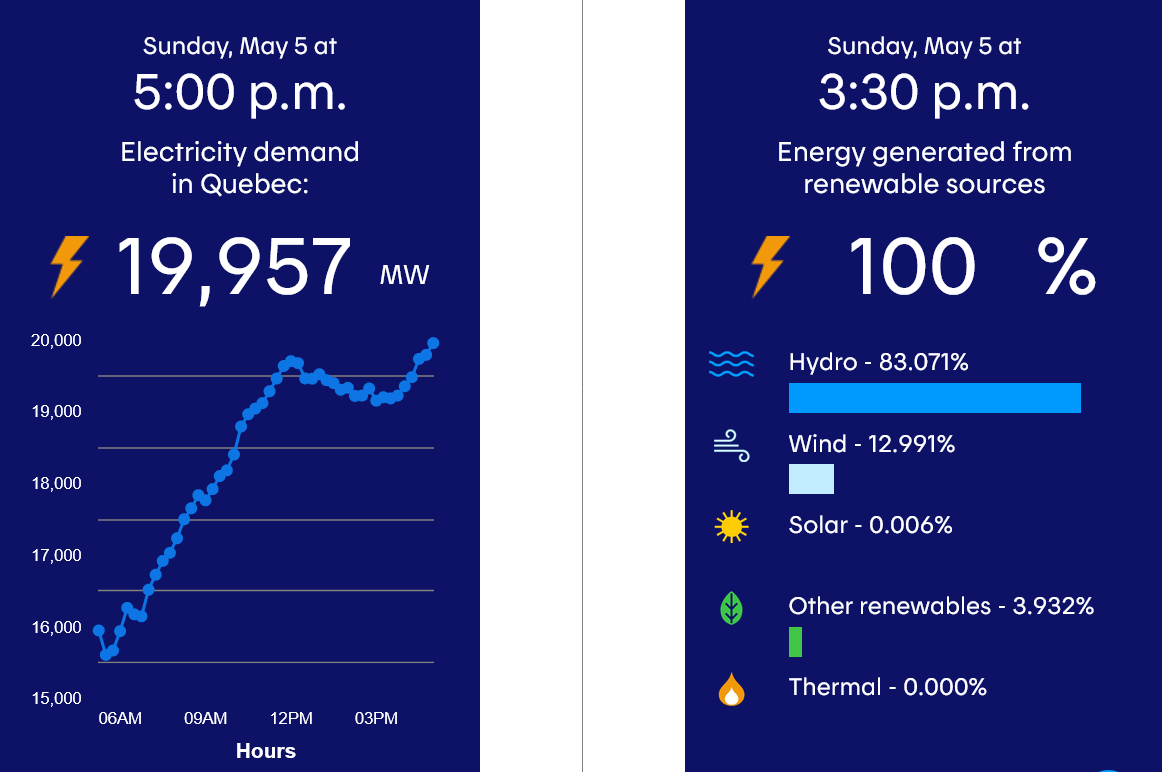 Sunday, May 5 at
5:00 p.m.
Electricity demand
in Quebec:
19,957 MW
20,000
19,000
18,000
17,000
16,000
15,000
06AM 09AM 12PM 03PM
Hours
Sunday, May 5 at
3:30 p.m.
Energy generated from
renewable sources
100 %
Hydro - 83.071%
Wind - 12.991%
Solar - 0.006%
Other renewables - 3.932%
Thermal - 0.000%